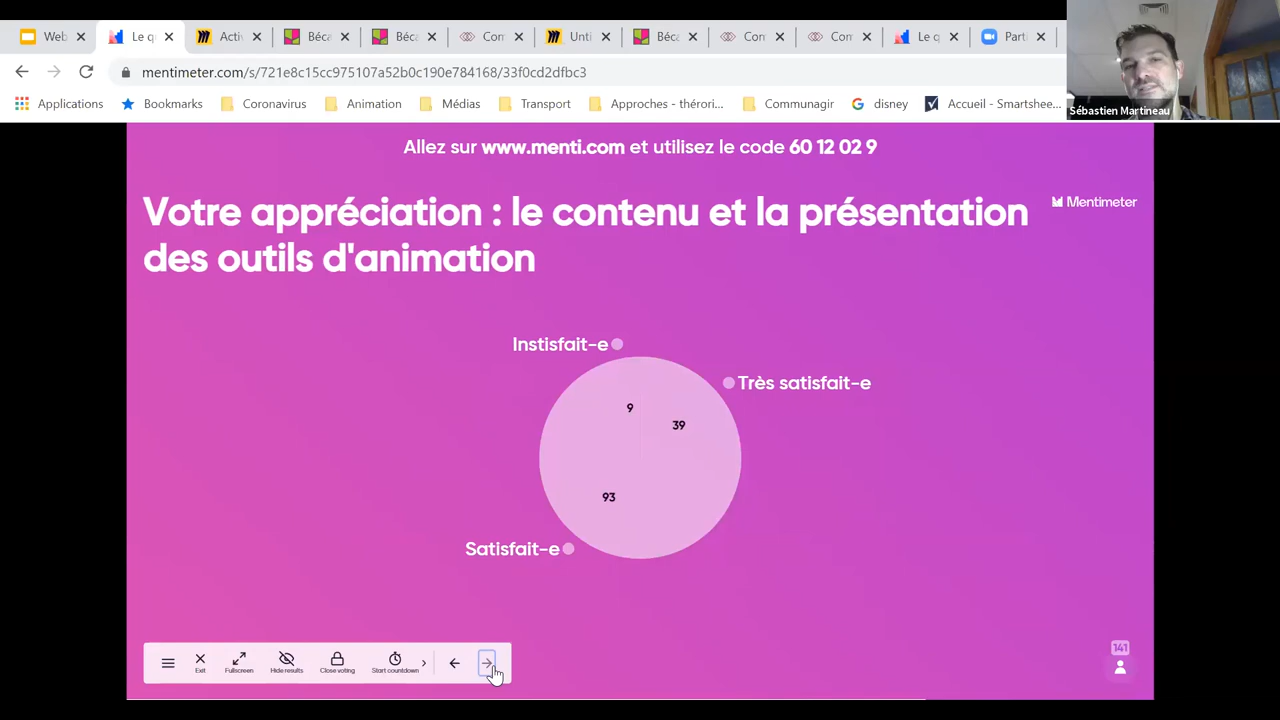 Web
Le q
Activ
Béca
Béca
Com
Unti
Béca
Con
Com
Le q
Parti
mentimeter.com/s/721e8c15cc975107a52b0c190e784168/33f0cd2dfbc3
Applications
Bookmarks
Coronavirus
Animation
Médias
Transport
Approches - thérori...
Communagir
disney
Accueil - Smartshee...
Sébastien Martineau
Allez sur www.menti.com et utilisez le code 60 12 02 9
Votre appréciation : le contenu et la présentation
des outils d'animation
Mentimeter
Instisfait-e
Très satisfait-e
9
39
93
Satisfait-e
Exit
Fullscreen
Hide results
Close voting
Start countdown
141